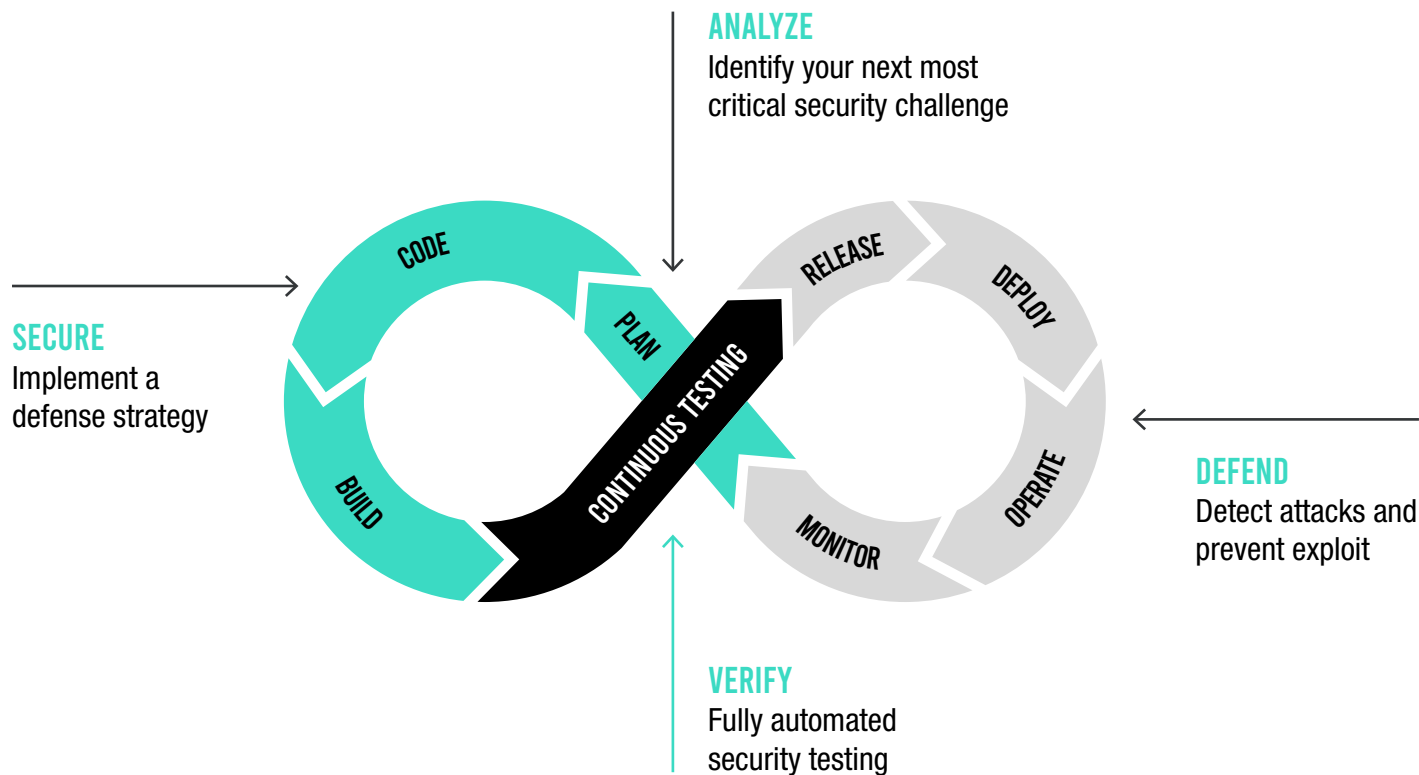 ANALYZE
Identify your next most
critical security challenge
CODE
RELEASE
DEPLOY
SECURE
Implement a
defense strategy
PLAN
CONTINUOUS TESTING
BUILD
MONITOR
OPERATE
DEFEND
Detect attacks and
prevent exploit
VERIFY
Fully automated
security testing